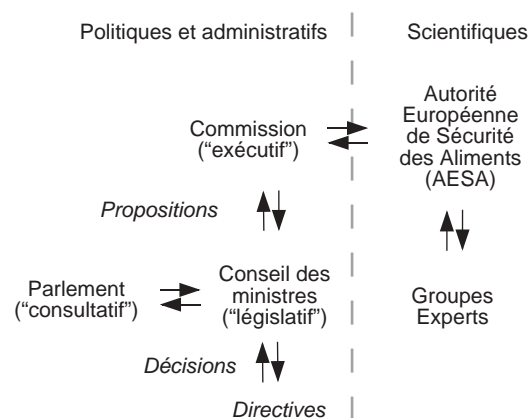 Politiques et administratifs
Scientifiques
Autorité
Européenne
de Sécurité
des Aliments
(AESA)
Commission
(“exécutif”)
Propositions
Parlement
(“consultatif”)
Conseil des
ministres
(“législatif”)
Groupes
Experts
Décisions
Directives